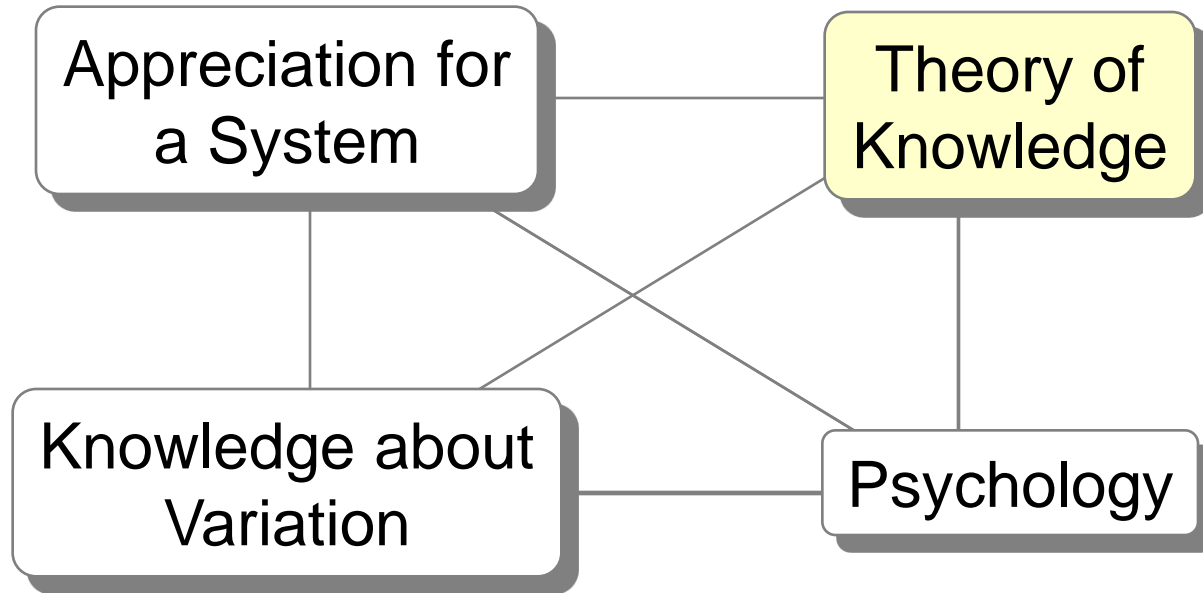 Appreciation for
a System
Theory of
Knowledge
Knowledge about
Variation
Psychology